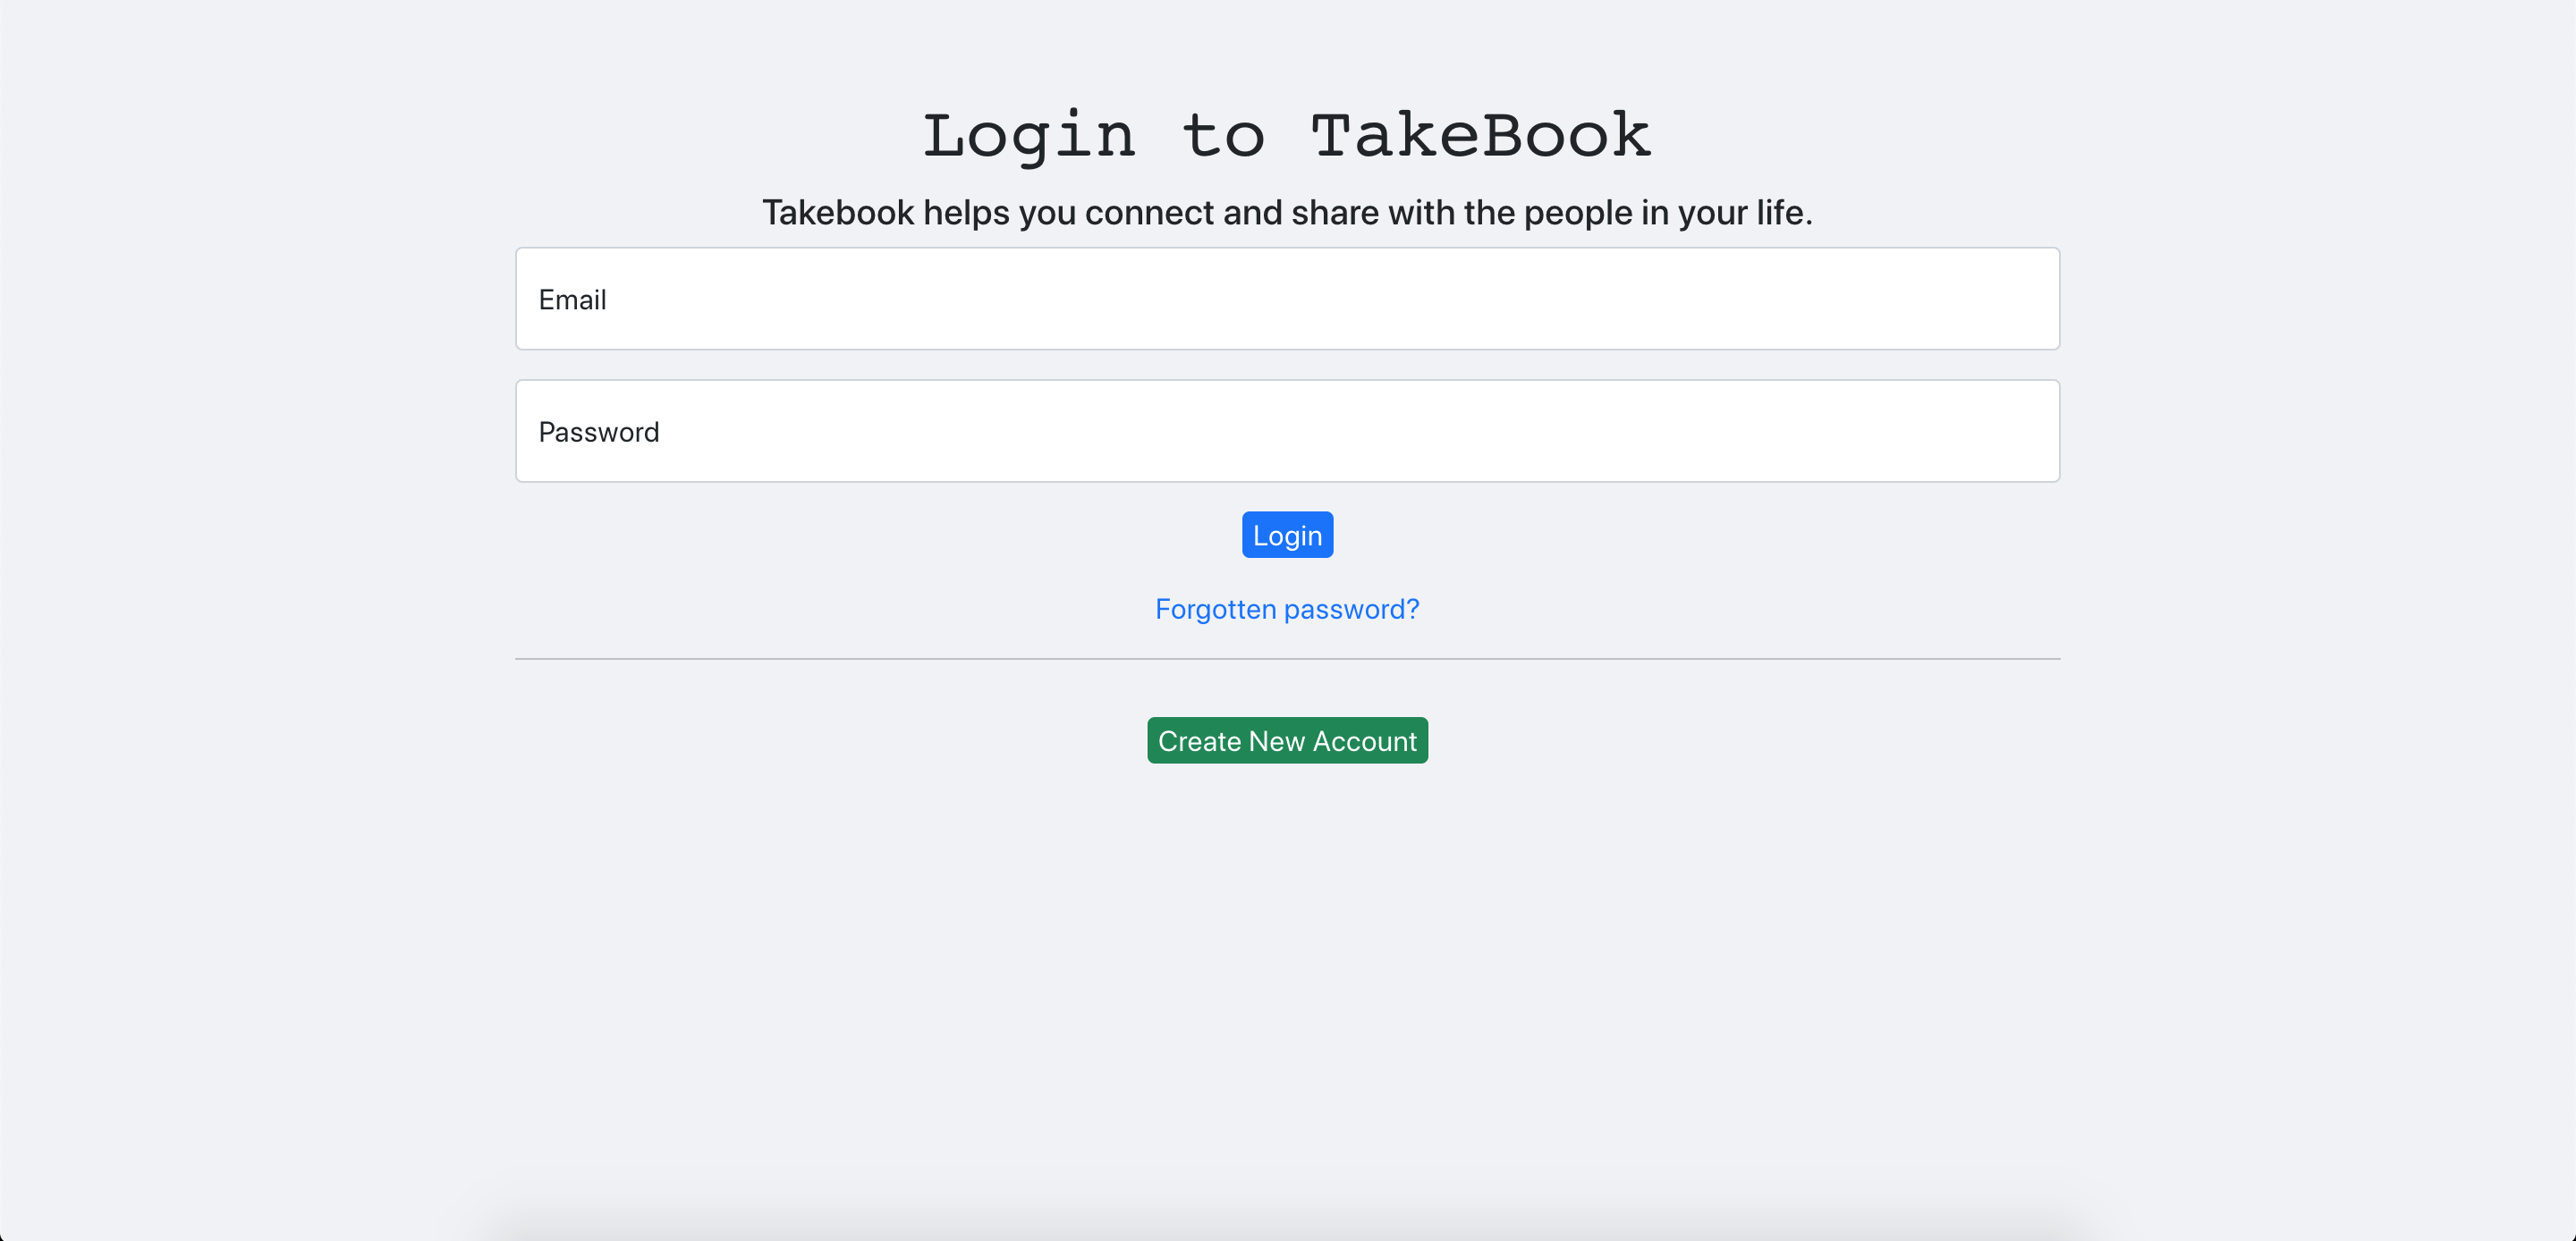 Login to TakeBook
Takebook helps you connect and share with the people in your life.
Email
Password
Login
Forgotten password?
Create New Account